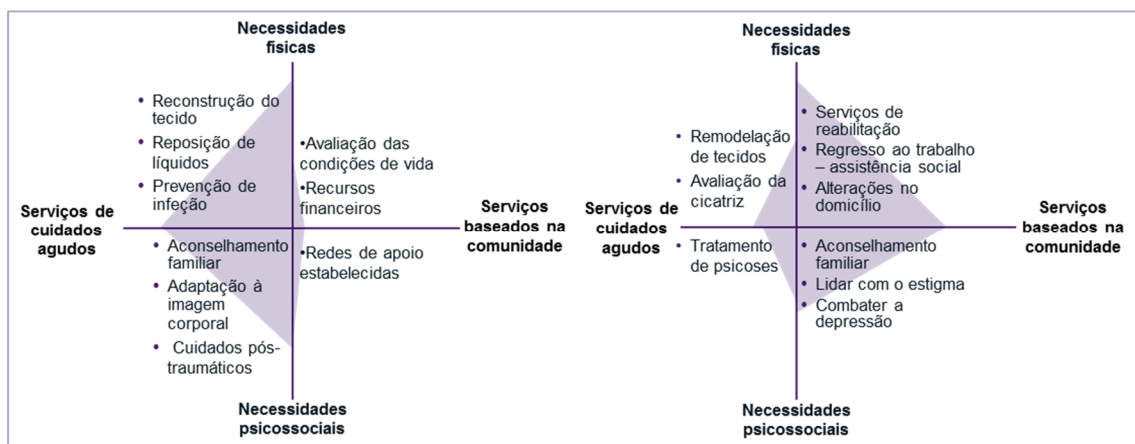 Necessidades
físicas
• Reconstrução do
tecido
• Reposição de
líquidos
• Prevenção de
infeção
•Avaliação das
condições de vida
•Recursos
financeiros
Serviços de
cuidados
agudos
Serviços
baseados na
comunidade
• Aconselhamento
familiar
• Adaptação à
imagem
corporal
• Cuidados pós-
traumáticos
•Redes de apoio
estabelecidas
Necessidades
psicossociais
Necessidades
físicas
• Remodelação
de tecidos
• Avaliação da
cicatriz
• Serviços de
reabilitação
• Regresso ao trabalho
– assistência social
• Alterações no
domicílio
Serviços de
cuidados
agudos
Serviços
baseados na
comunidade
• Tratamento
de psicoses
• Aconselhamento
familiar
• Lidar com o estigma
• Combater a
depressão
Necessidades
psicossociais